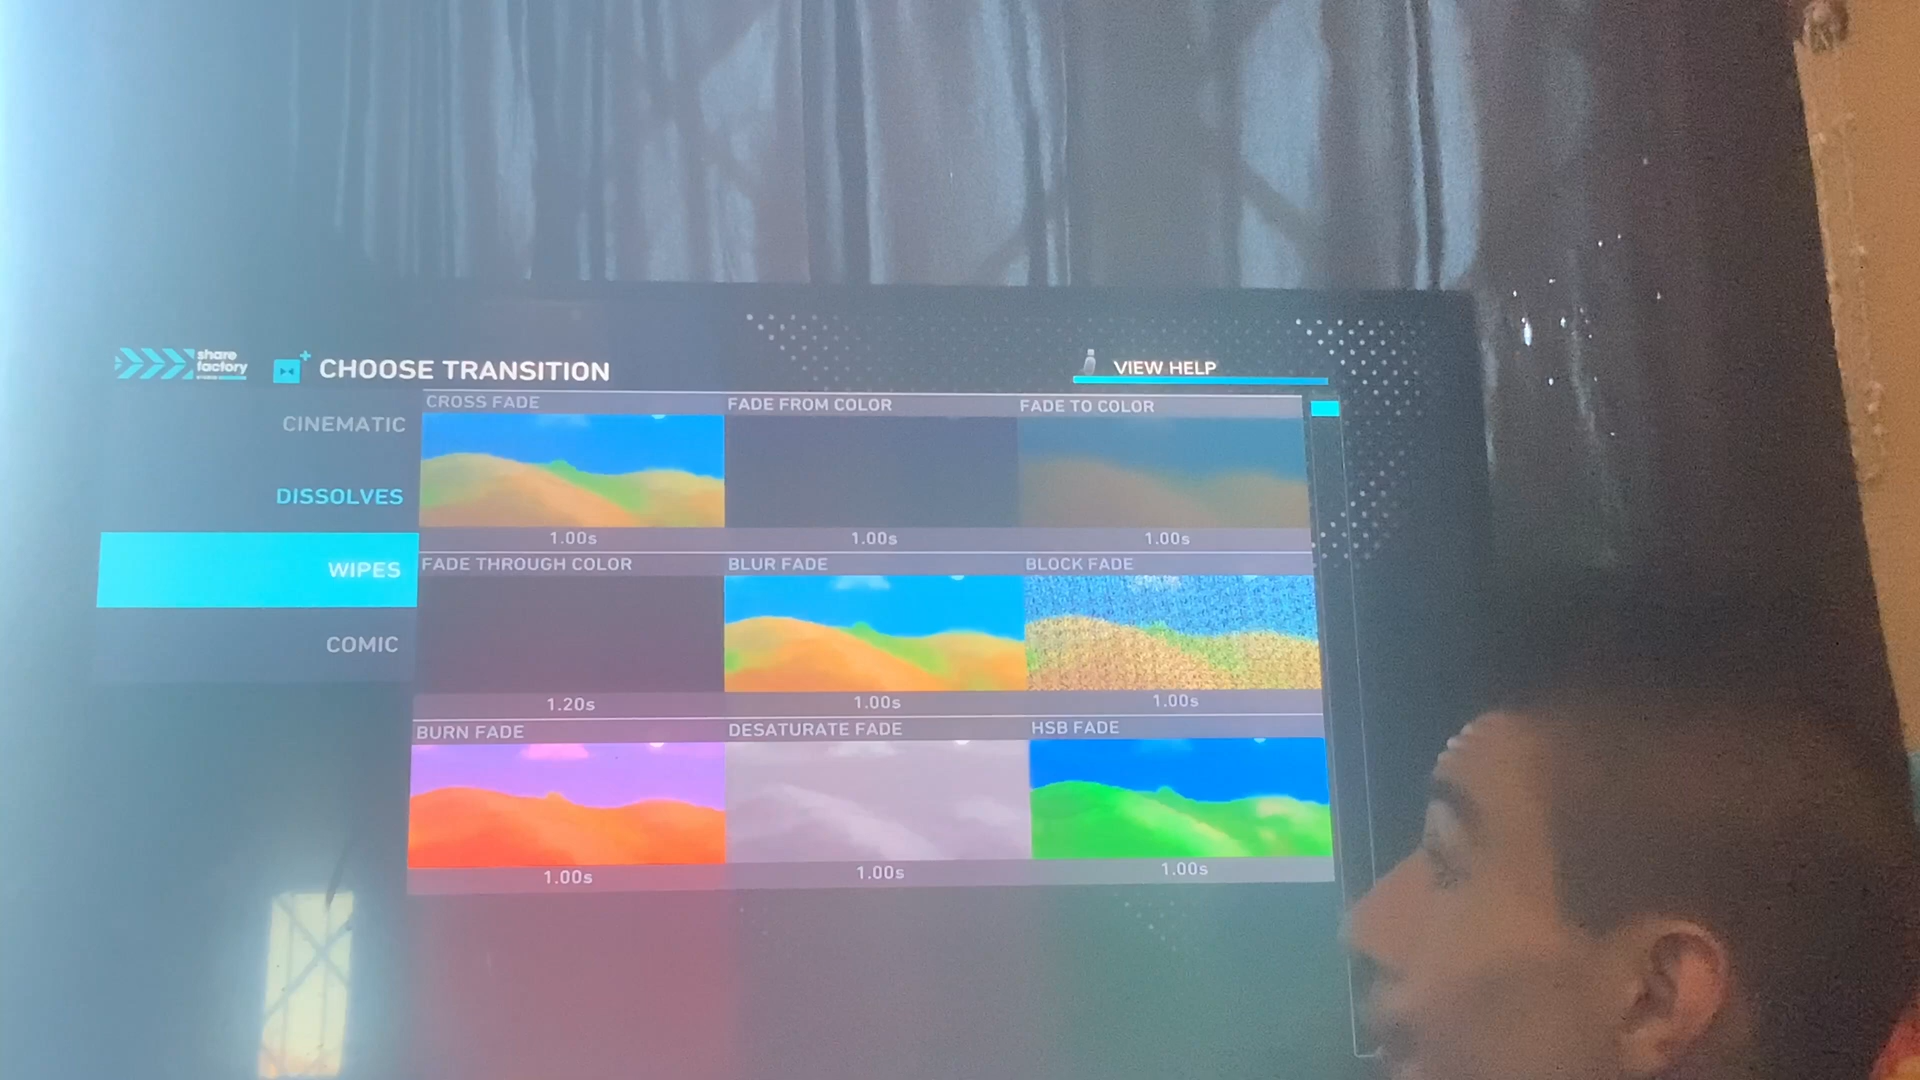 share
factory
CHOOSE TRANSITION
VIEW HELP
CINEMATIC
DISSOLVES
WIPES
COMIC
CROSS FADE
FADE FROM COLOR
FADE TO COLOR
1.00s
1.00s
1.00s
FADE THROUGH COLOR
BLUR FADE
BLOCK FADE
1.20s
1.00s
1.00s
BURN FADE
DESATURATE FADE
HSB FADE
1.00s
1.00s
1.00s